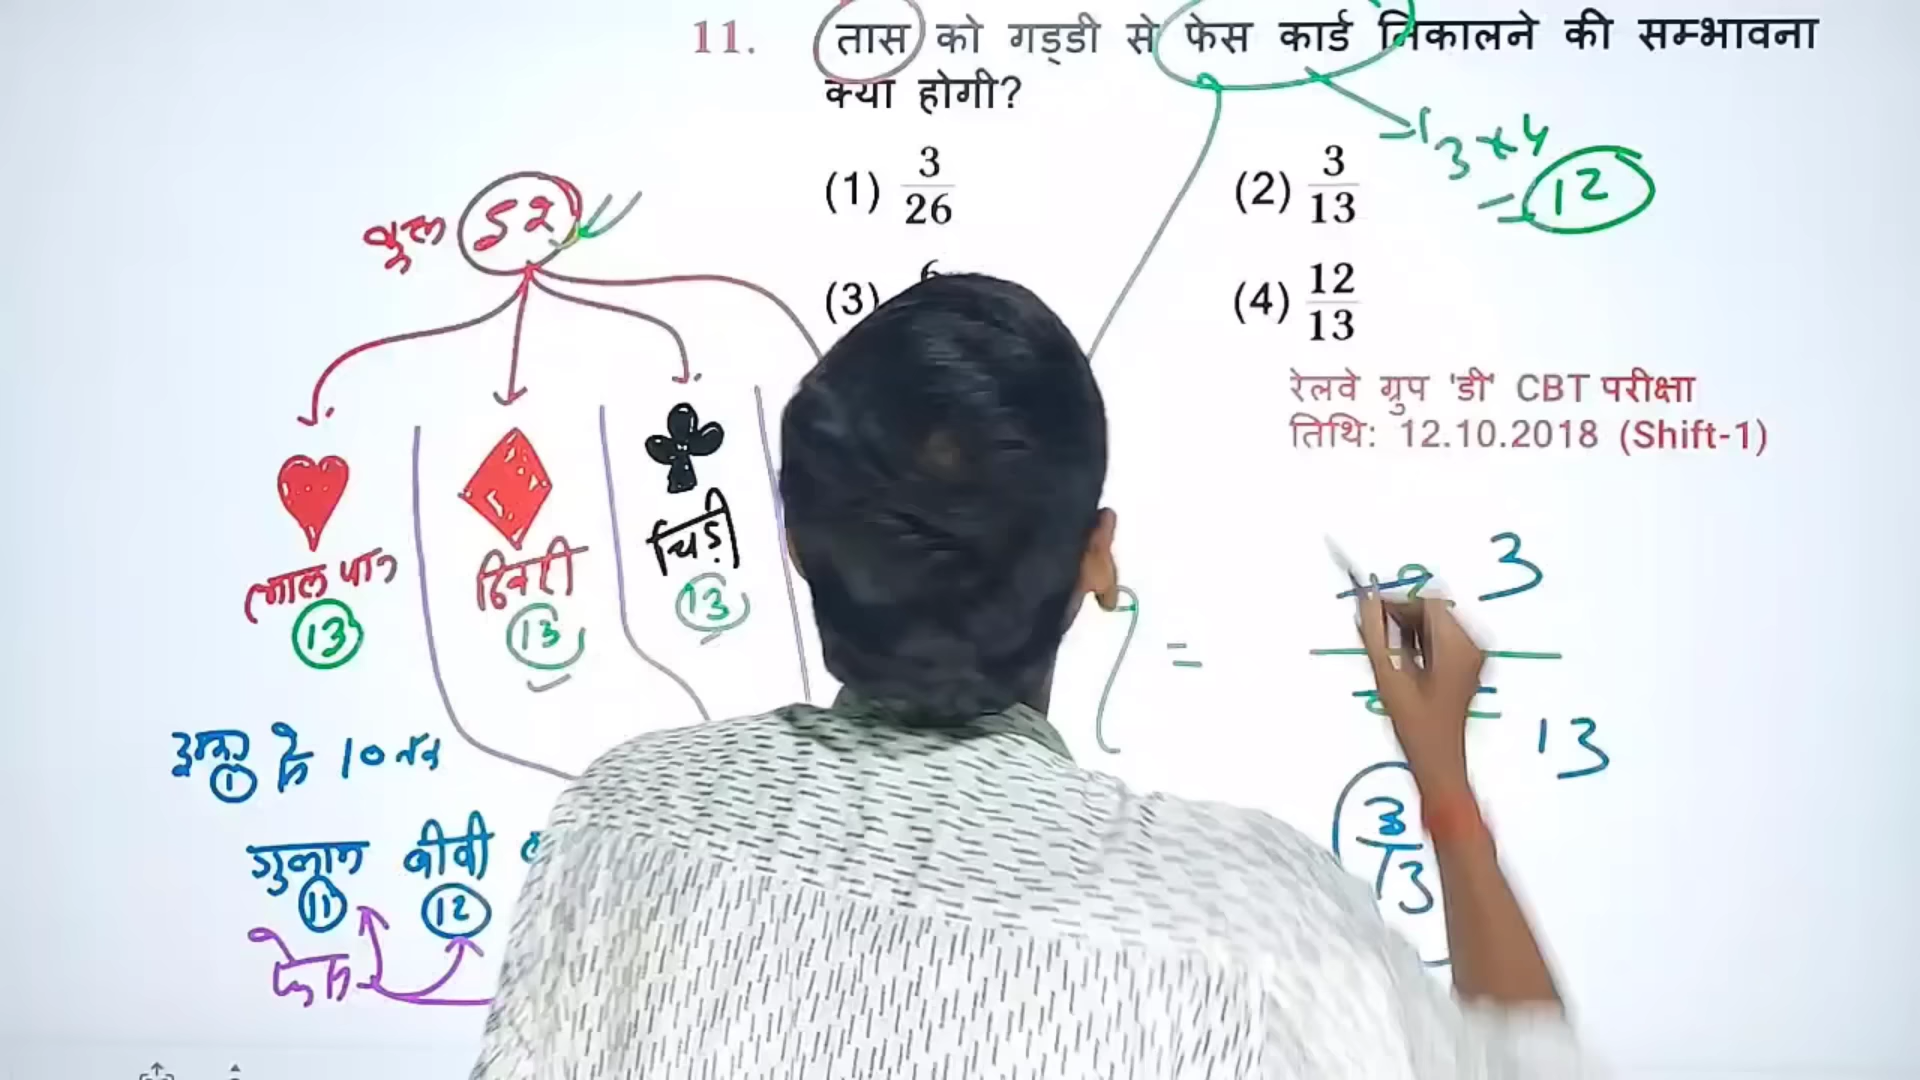 11. तास को गड्डी से फेस कार्ड निकालने की सम्भावना
क्या होगी?
(1) 3/26
(2) 3/13
(3) 6
(4) 12/13
रेलवे ग्रुप 'डी' CBT परीक्षा
तिथि: 12.10.2018 (Shift-1)
3 × 4
= 12
कुल 52
लाल पान
13
13
चिड़ी
13
इक्का से 10 तक
1
गुलाम बीबी
11 12
फेस
= 12 3
13
3/13